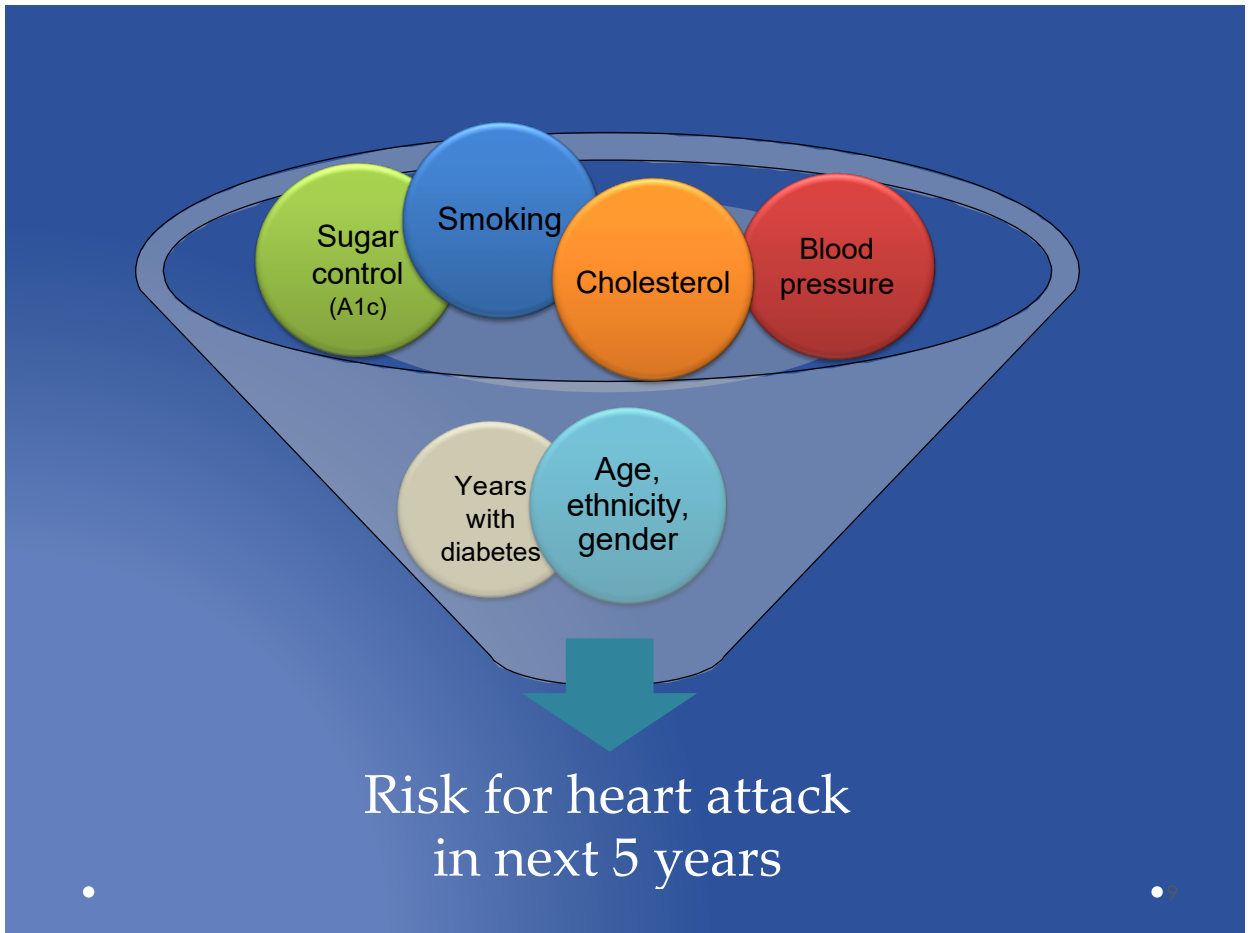 Sugar
control
(A1c)
Smoking
Cholesterol
Blood
pressure
Years
with
diabetes
Age,
ethnicity,
gender
Risk for heart attack
in next 5 years
9